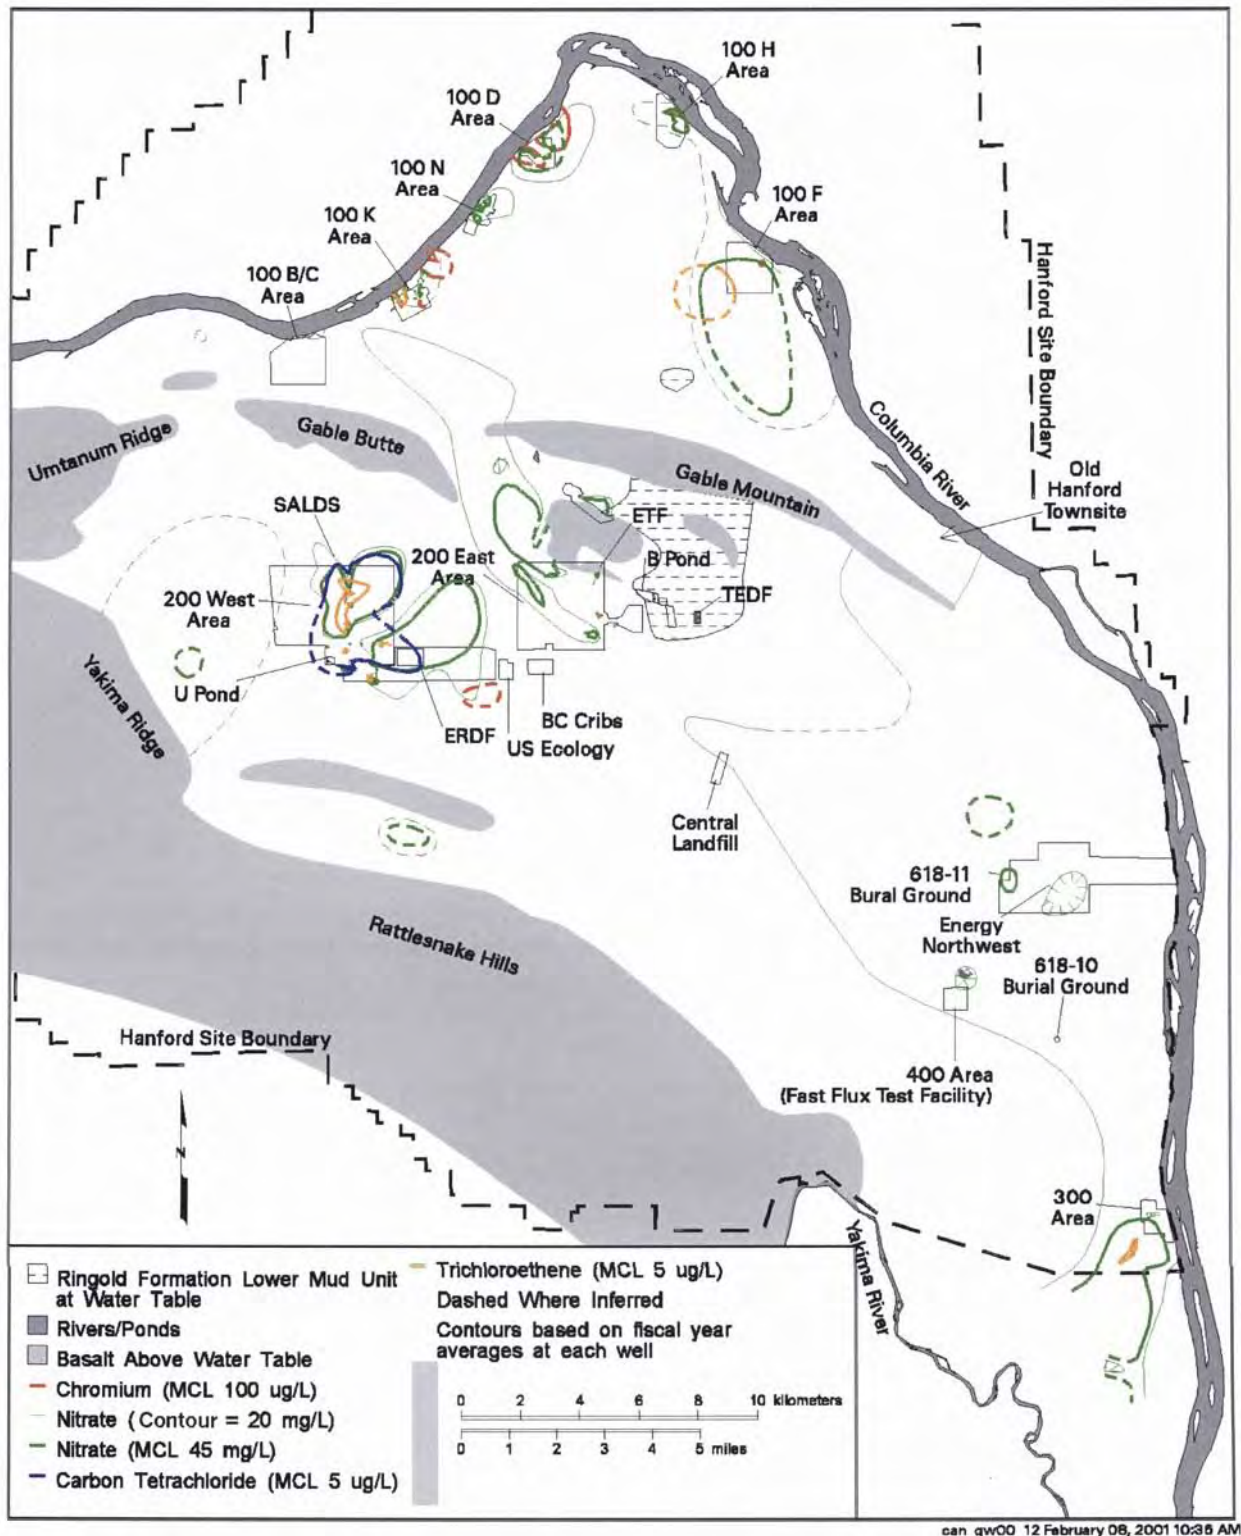 100 H
Area
100 D
Area
100 N
Area
100 F
Area
100 K
Area
100 B/C
Area
Hanford Site Boundary
Columbia River
Umtanum Ridge
Gable Butte
Gable Mountain
Old
Hanford
Townsite
SALDS
ETF
200 East
Area
B Pond
TEDF
200 West
Area
U Pond
Yakima Ridge
ERDF
BC Cribs
US Ecology
Central
Landfill
618-11
Bural Ground
Energy
Northwest
618-10
Burial Ground
Rattlesnake Hills
Hanford Site Boundary
400 Area
(Fast Flux Test Facility)
N
300
Area
Yakima River
Ringold Formation Lower Mud Unit
at Water Table
Rivers/Ponds
Basalt Above Water Table
Chromium (MCL 100 ug/L)
Nitrate (Contour = 20 mg/L)
Nitrate (MCL 45 mg/L)
Carbon Tetrachloride (MCL 5 ug/L)
Trichloroethene (MCL 5 ug/L)
Dashed Where Inferred
Contours based on fiscal year
averages at each well
0 2 4 6 8 10 kilometers
0 1 2 3 4 5 miles
can_gw00_12 February 08, 2001 10:35 AM